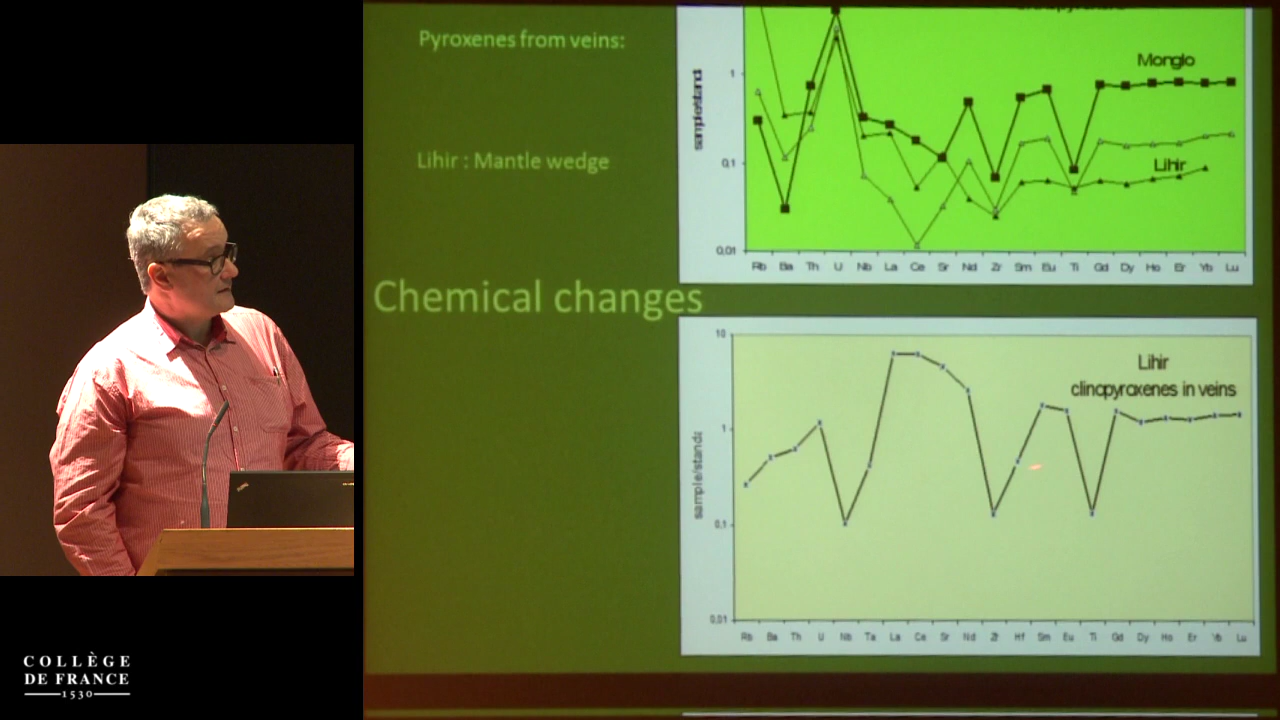 Pyroxenes from veins:
Lihir : Mantle wedge
Chemical changes
Monglo
Lihir
1
0,1
0,01
Rb Ba Th U Nb La Ce Sr Nd Zr Sm Eu Ti Gd Dy Ho Er Yb Lu
10
Lihir
clinopyroxenes in veins
1
sample/stand
0,1
0,01
Rb Ba Th U Nb Ta La Ce Sr Nd Zr Hf Sm Eu Ti Gd Dy Ho Er Yb Lu
COLLÈGE
DE FRANCE
1530